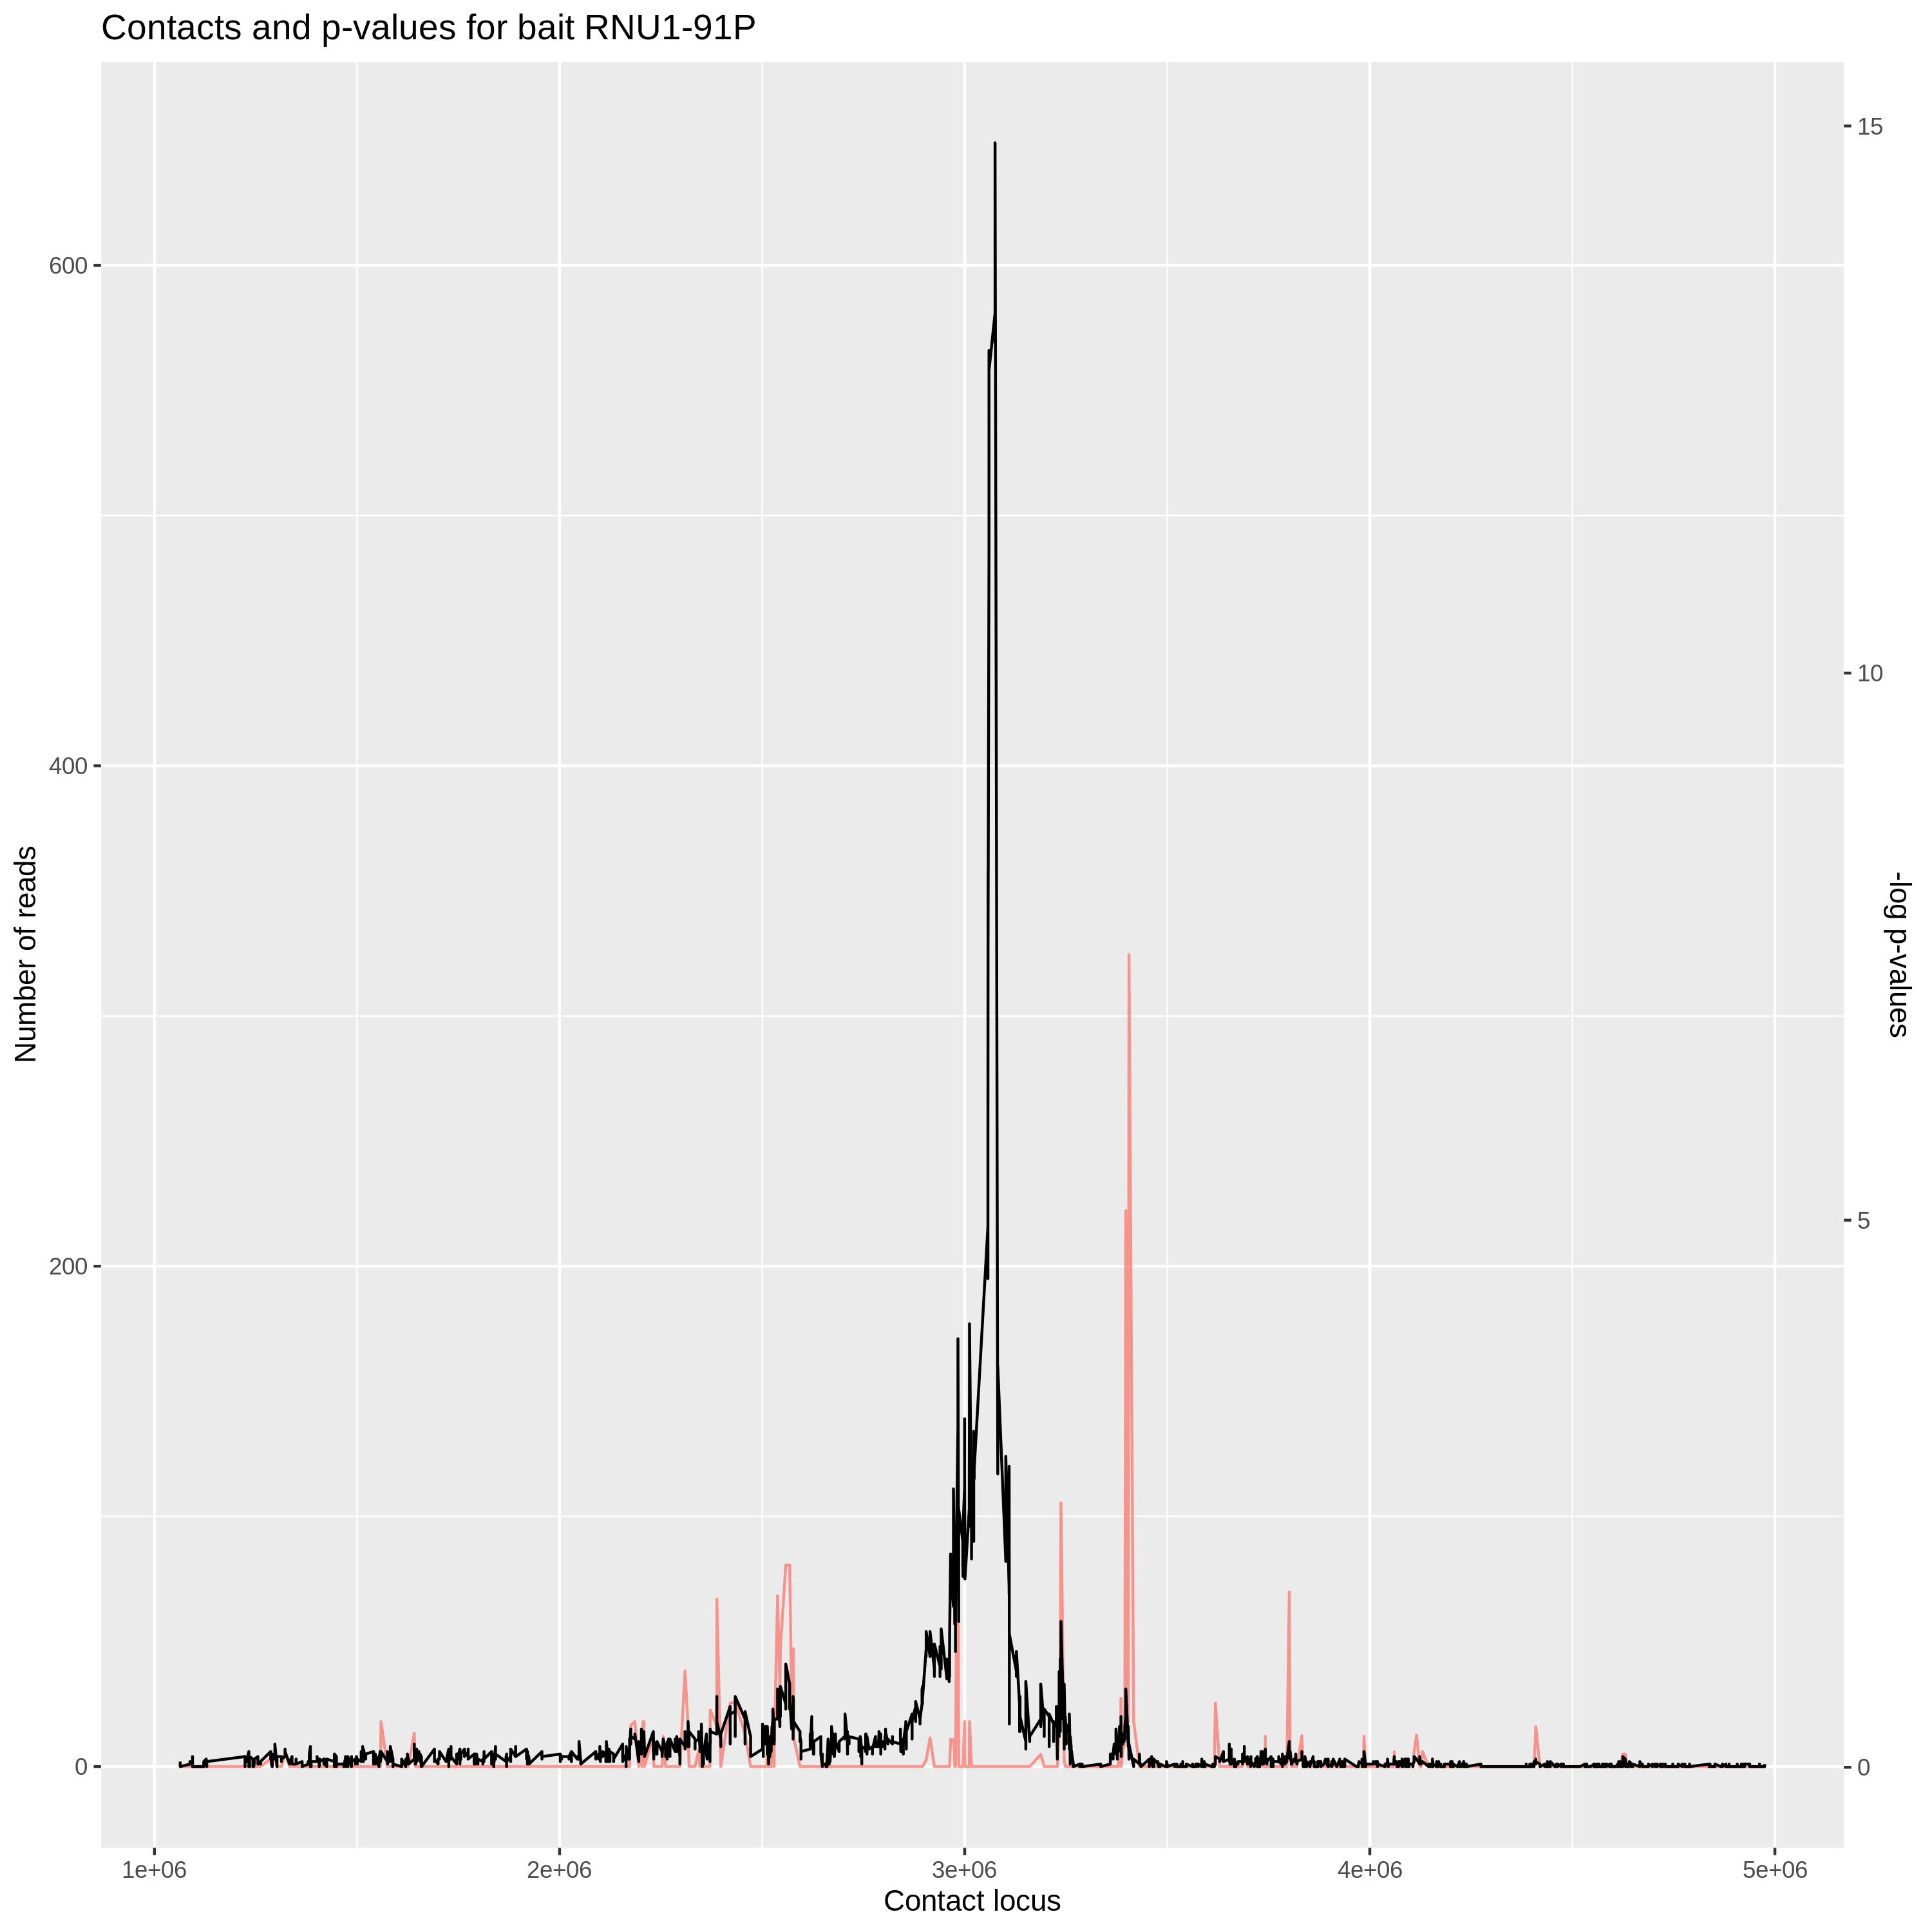 Contacts and p-values for bait RNU1-91P
600
400
200
0
Number of reads
15
10
5
0
-log p-values
1e+06 2e+06 3e+06 4e+06 5e+06
Contact locus